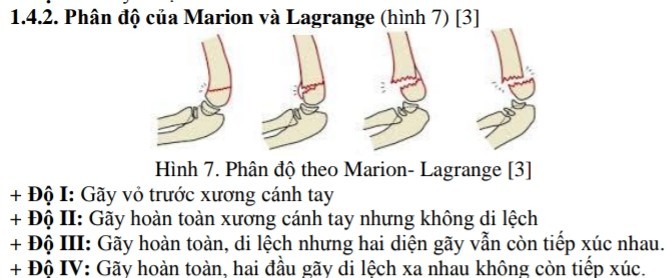 1.4.2. Phân độ của Marion và Lagrange (hình 7) [3]
Hình 7. Phân độ theo Marion- Lagrange [3]
+ Độ I: Gãy vỏ trước xương cánh tay
+ Độ II: Gãy hoàn toàn xương cánh tay nhưng không di lệch
+ Độ III: Gãy hoàn toàn, di lệch nhưng hai diện gãy vẫn còn tiếp xúc nhau.
+ Độ IV: Gãy hoàn toàn, hai đầu gãy di lệch xa nhau không còn tiếp xúc.